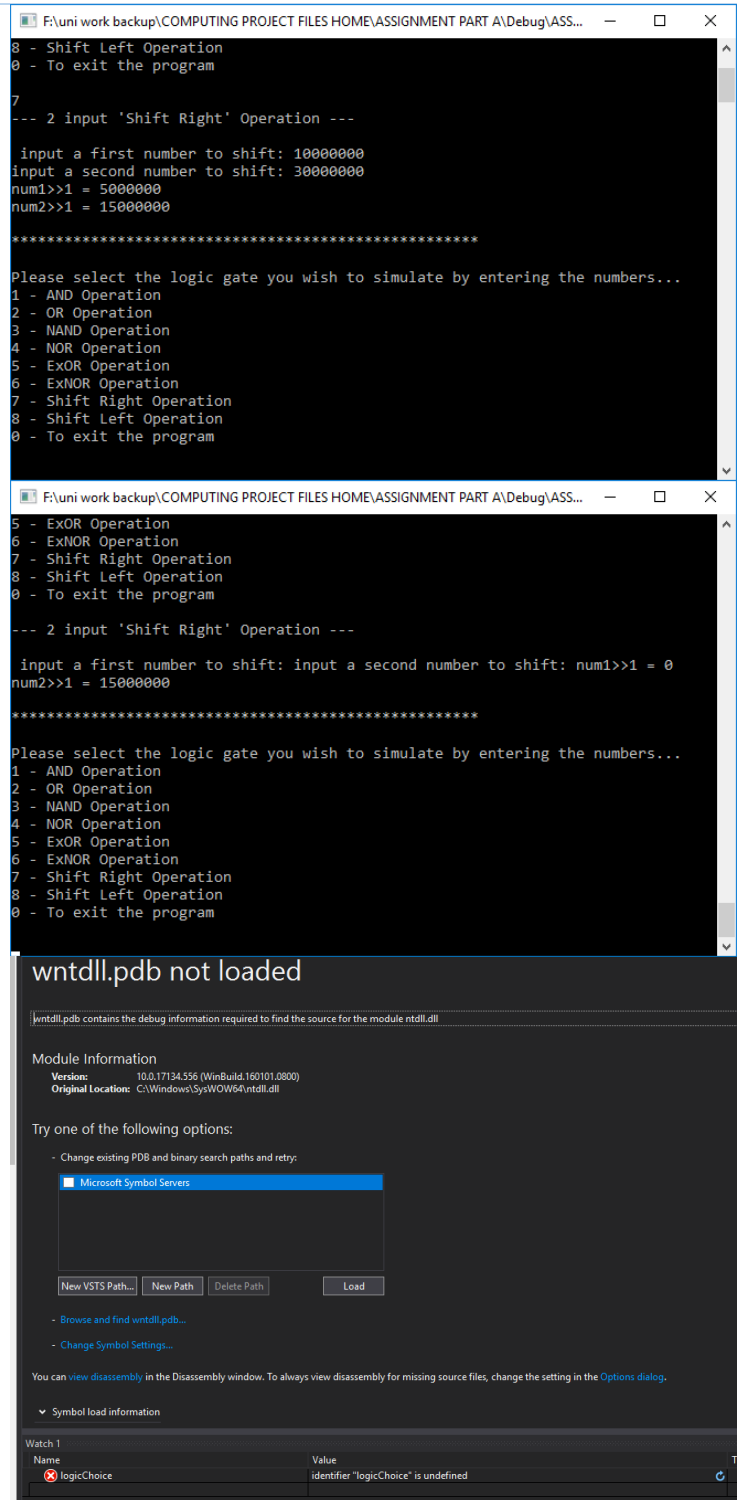 F:\uni work backup\COMPUTING PROJECT FILES HOME\ASSIGNMENT PART A\Debug\ASS...
8 - Shift Left Operation
0 - To exit the program
7
--- 2 input 'Shift Right' Operation ---
input a first number to shift: 10000000
input a second number to shift: 30000000
num1>>1 = 5000000
num2>>1 = 15000000
*****************************************************
Please select the logic gate you wish to simulate by entering the numbers...
1 - AND Operation
2 - OR Operation
3 - NAND Operation
4 - NOR Operation
5 - ExOR Operation
6 - ExNOR Operation
7 - Shift Right Operation
8 - Shift Left Operation
0 - To exit the program
F:\uni work backup\COMPUTING PROJECT FILES HOME\ASSIGNMENT PART A\Debug\ASS...
5 - ExOR Operation
6 - ExNOR Operation
7 - Shift Right Operation
8 - Shift Left Operation
0 - To exit the program
--- 2 input 'Shift Right' Operation ---
input a first number to shift: input a second number to shift: num1>>1 = 0
num2>>1 = 15000000
*****************************************************
Please select the logic gate you wish to simulate by entering the numbers...
1 - AND Operation
2 - OR Operation
3 - NAND Operation
4 - NOR Operation
5 - ExOR Operation
6 - ExNOR Operation
7 - Shift Right Operation
8 - Shift Left Operation
0 - To exit the program
wntdll.pdb not loaded
wntdll.pdb contains the debug information required to find the source for the module ntdll.dll
Module Information
Version: 10.0.17134.556 (WinBuild.160101.0800)
Original Location: C:\Windows\SysWOW64\ntdll.dll
Try one of the following options:
- Change existing PDB and binary search paths and retry:
Microsoft Symbol Servers
New VSTS Path... New Path Delete Path Load
- Browse and find wntdll.pdb...
- Change Symbol Settings...
You can view disassembly in the Disassembly window. To always view disassembly for missing source files, change the setting in the Options dialog.
Symbol load information
Watch 1
Name Value T
logicChoice identifier "logicChoice" is undefined